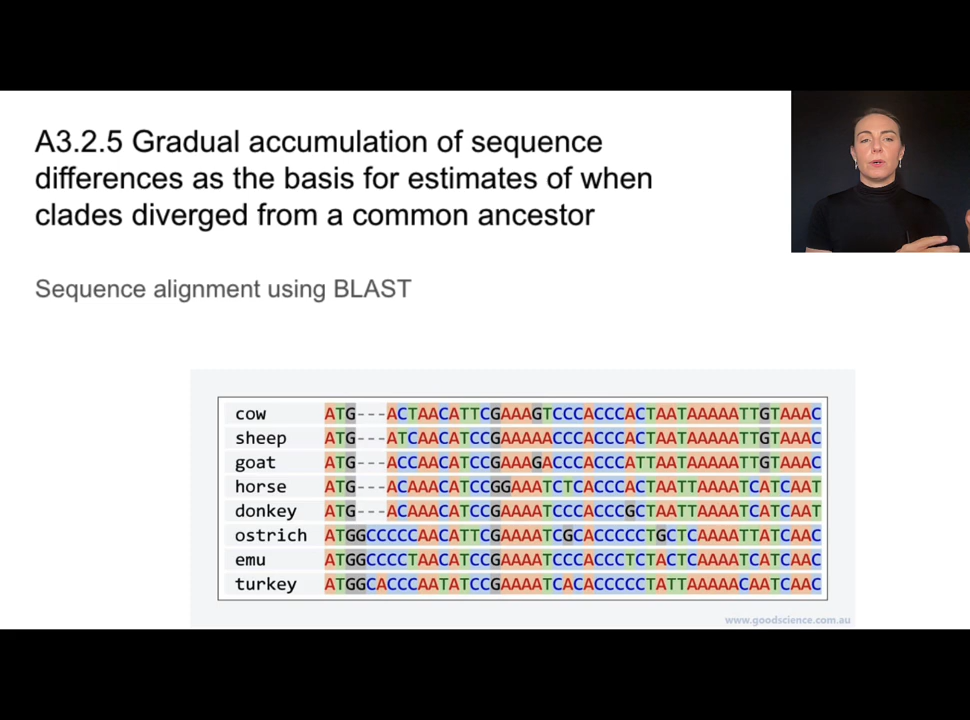 A3.2.5 Gradual accumulation of sequence
differences as the basis for estimates of when
clades diverged from a common ancestor
Sequence alignment using BLAST
cow ATG---ACTAACATTCGAAAGTCCCACCCACTAATAAAAATTGTAAAC
sheep ATG---ATCAACATCCGAAAAACCCACCCACTAATAAAAATTGTAAAC
goat ATG---ACCAACATCCGAAAGACCCACCCATTAATAAAAATTGTAAAC
horse ATG---ACAAACATCCGGAAATCTCACCCACTAATTAAAATCATCAAT
donkey ATG---ACAAACATCCGAAAATCCCACCCGCTAATTAAAATCATCAAT
ostrich ATGGCCCCCAACATTCGAAAATCGCACCCCCTGCTCAAAATTATCAAC
emu ATGGCCCCTAACATCCGAAAATCCCACCCTCTACTCAAAATCATCAAC
turkey ATGGCACCCAATATCCGAAAATCACACCCCCTATTAAAAACAATCAAC
www.goodscience.com.au